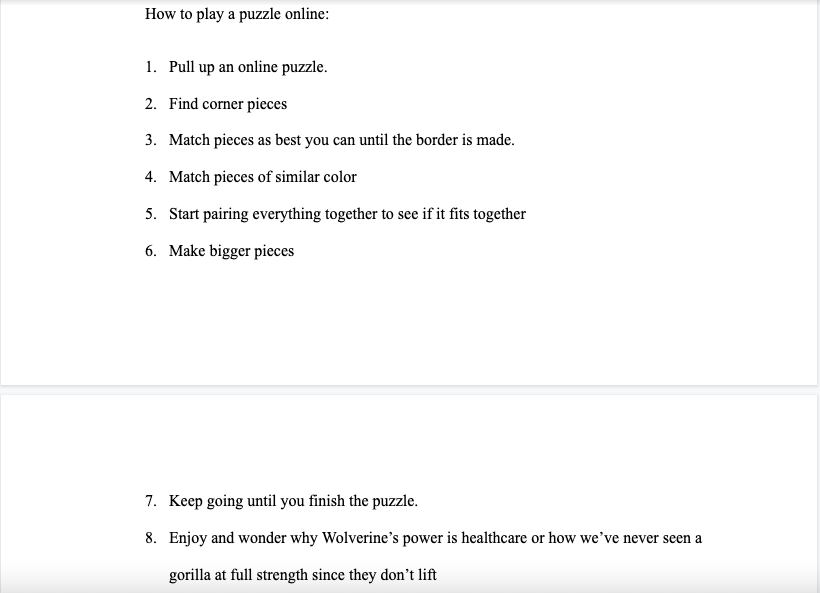 How to play a puzzle online:
1. Pull up an online puzzle.
2. Find corner pieces
3. Match pieces as best you can until the border is made.
4. Match pieces of similar color
5. Start pairing everything together to see if it fits together
6. Make bigger pieces
7. Keep going until you finish the puzzle.
8. Enjoy and wonder why Wolverine’s power is healthcare or how we’ve never seen a
gorilla at full strength since they don’t lift